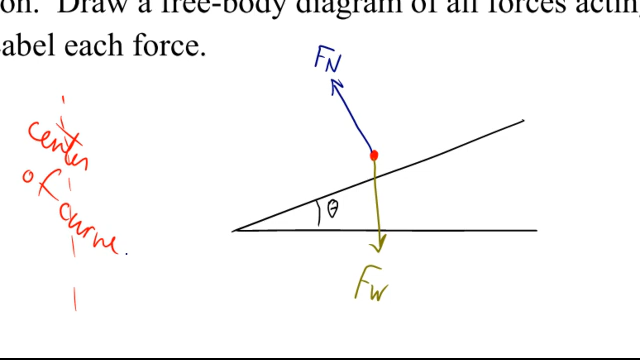 on. Draw a free-body diagram of all forces acting
abel each force.
FN
center
of
curve.
θ
Fw